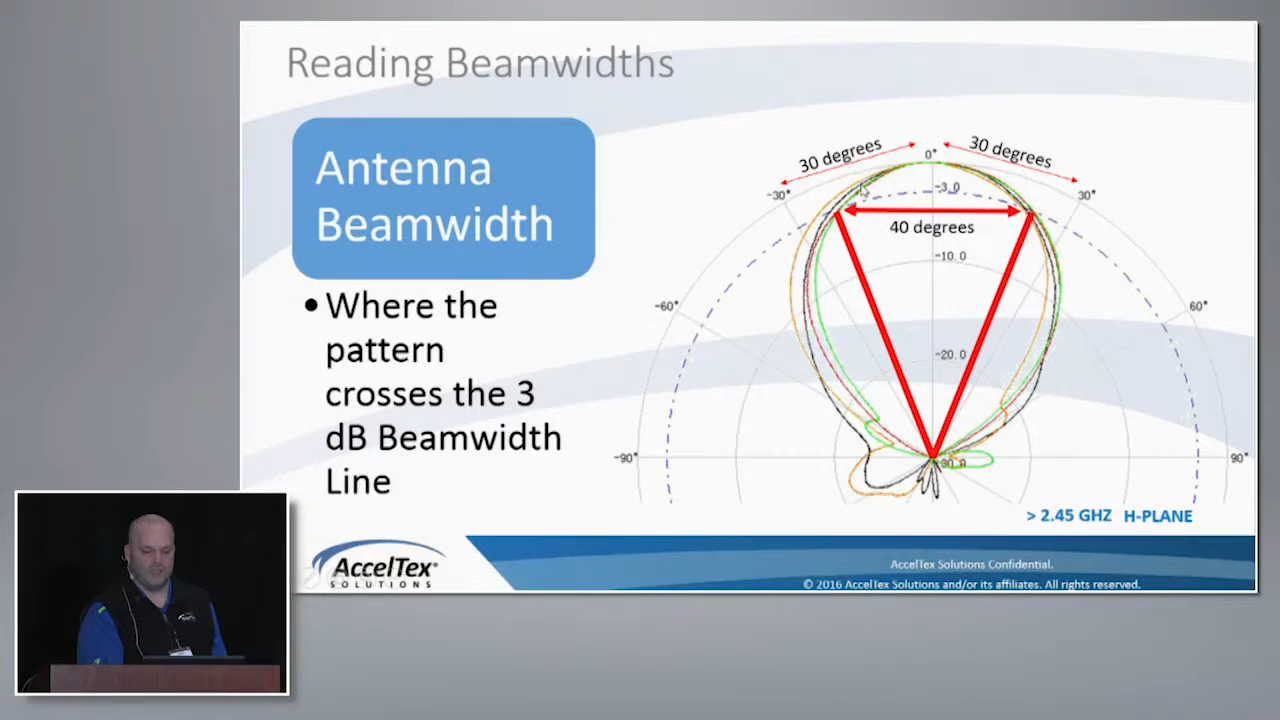 Reading Beamwidths
Antenna
Beamwidth
• Where the
pattern
crosses the 3
dB Beamwidth
Line
30 degrees
30 degrees
0°
-3.0
-30°
30°
40 degrees
-10.0
-60°
60°
-20.0
-90°
90°
> 2.45 GHZ H-PLANE
AccelTex®
SOLUTIONS
AccelTex Solutions Confidential.
© 2016 AccelTex Solutions and/or its affiliates. All rights reserved.